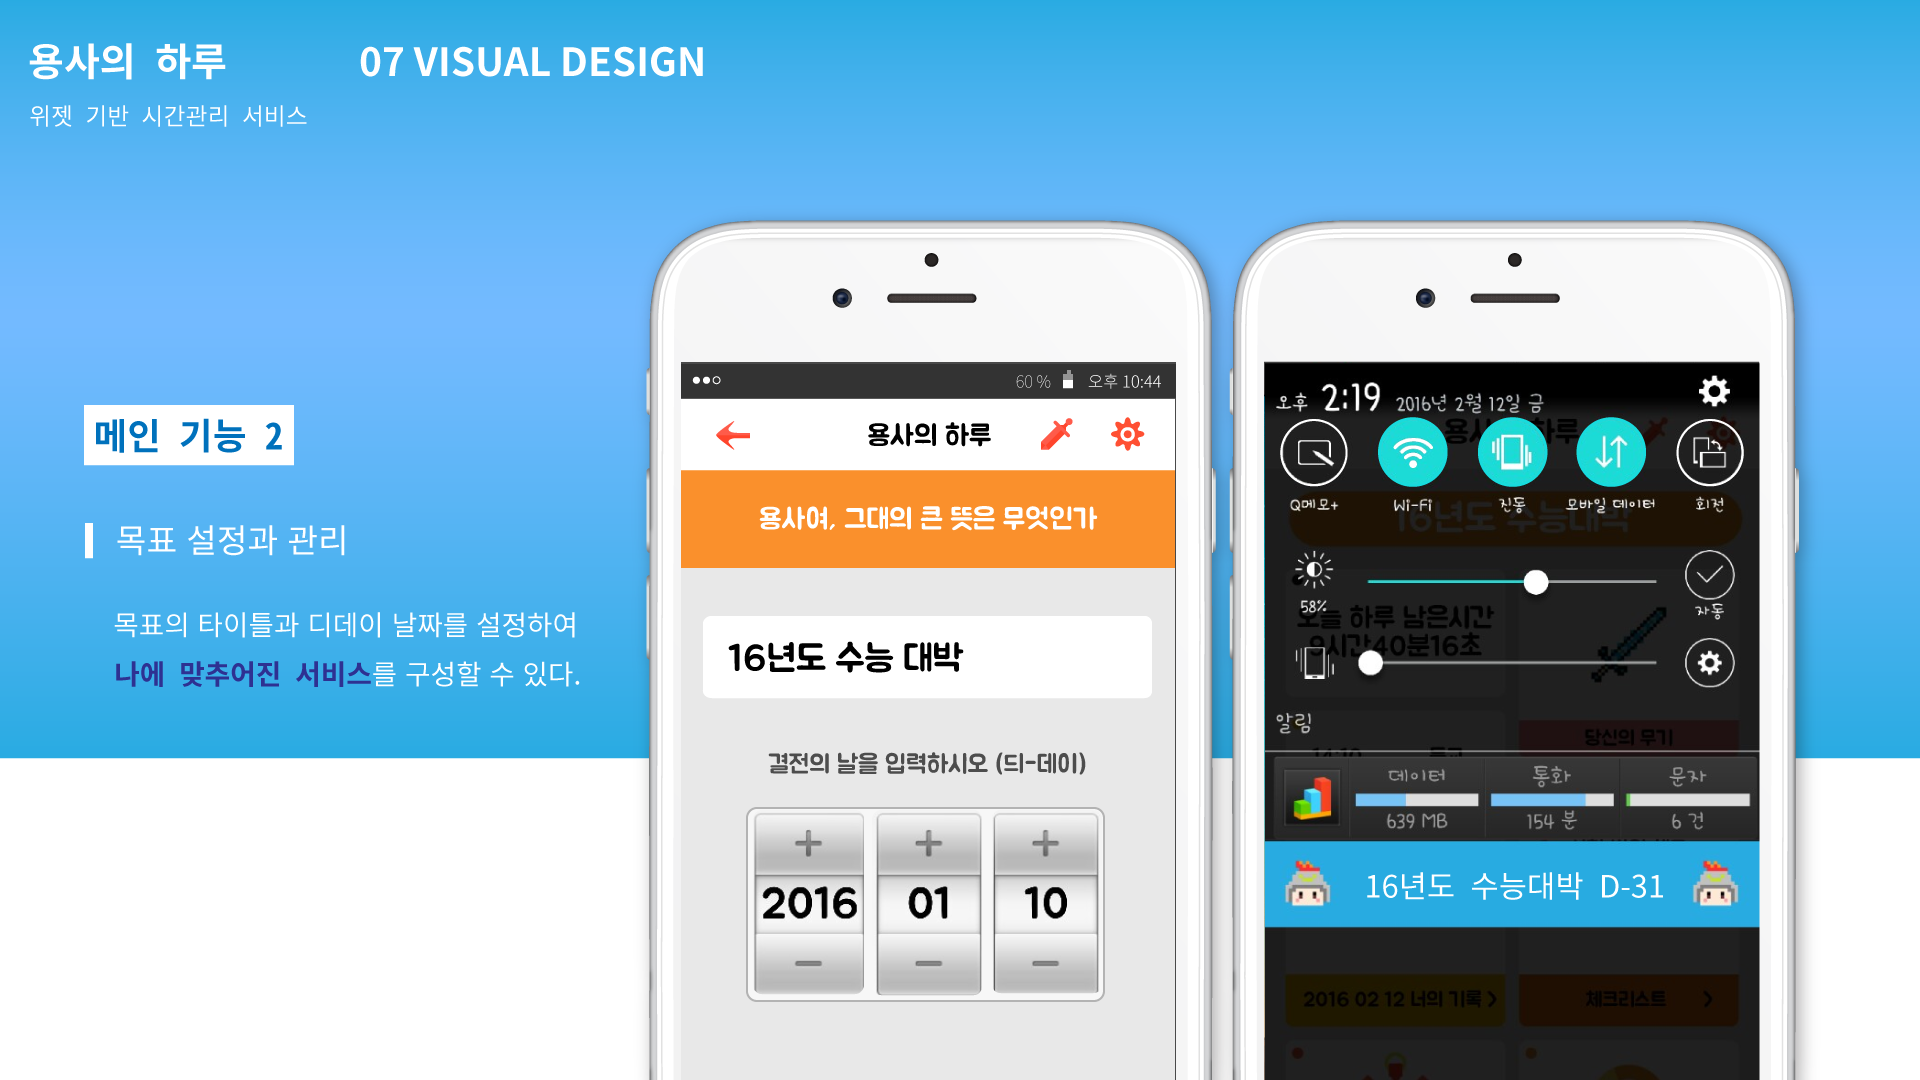 용사의 하루
07 VISUAL DESIGN
위젯 기반 시간관리 서비스
메인 기능 2
목표 설정과 관리
목표의 타이틀과 디데이 날짜를 설정하여
나에 맞추어진 서비스를 구성할 수 있다.
60 %
오후 10:44
용사의 하루
용사여, 그대의 큰 뜻은 무엇인가
16년도 수능 대박
결전의 날을 입력하시오 (디-데이)
2016 01 10
오후 2:19 2016년 2월 12일 금
Q메모+ Wi-Fi 진동 모바일 데이터 회전
16년도 수능대박
58%
자동
오늘 하루 남은시간
9시간40분16초
알림
당신의 무기
데이터 통화 문자
639 MB 154 분 6 건
16년도 수능대박 D-31
2016 02 12 너의 기록
체크리스트